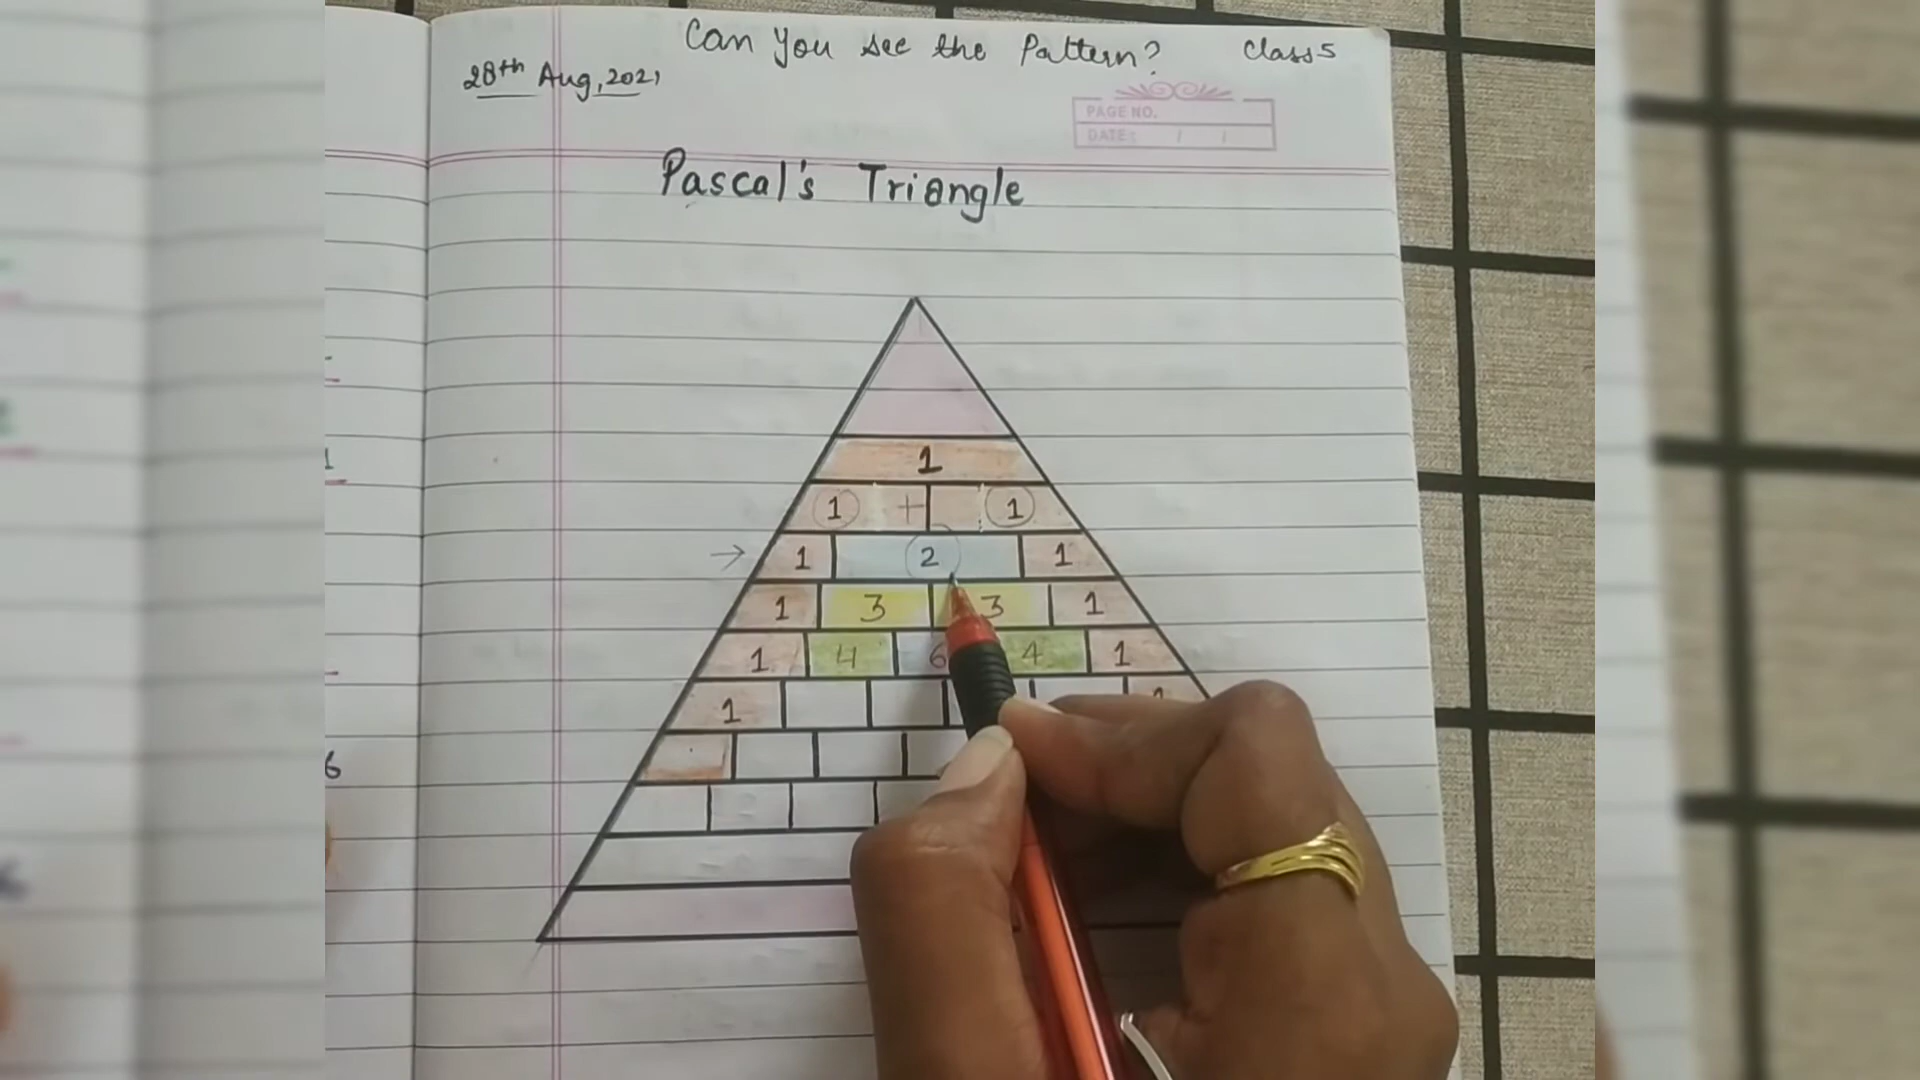 Can you see the Pattern? Class 5
28th Aug, 2021
PAGE NO.
DATE: / /
Pascal's Triangle
1
1 + 1
→ 1 2 1
1 3 3 1
1 4 6 4 1
1
6